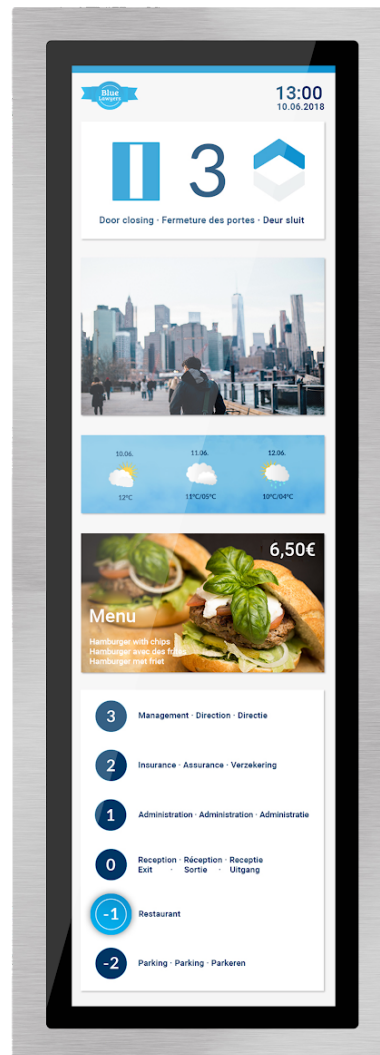 Blue
Lawyers
13:00
10.06.2018
3
Door closing · Fermeture des portes · Deur sluit
10.06. 11.06. 12.06.
12°C 11°C/05°C 10°C/04°C
6,50€
Menu
Hamburger with chips
Hamburger avec des frites
Hamburger met friet
3 Management · Direction · Directie
2 Insurance · Assurance · Verzekering
1 Administration · Administration · Administratie
0 Reception · Réception · Receptie
Exit · Sortie · Uitgang
-1 Restaurant
-2 Parking · Parking · Parkeren